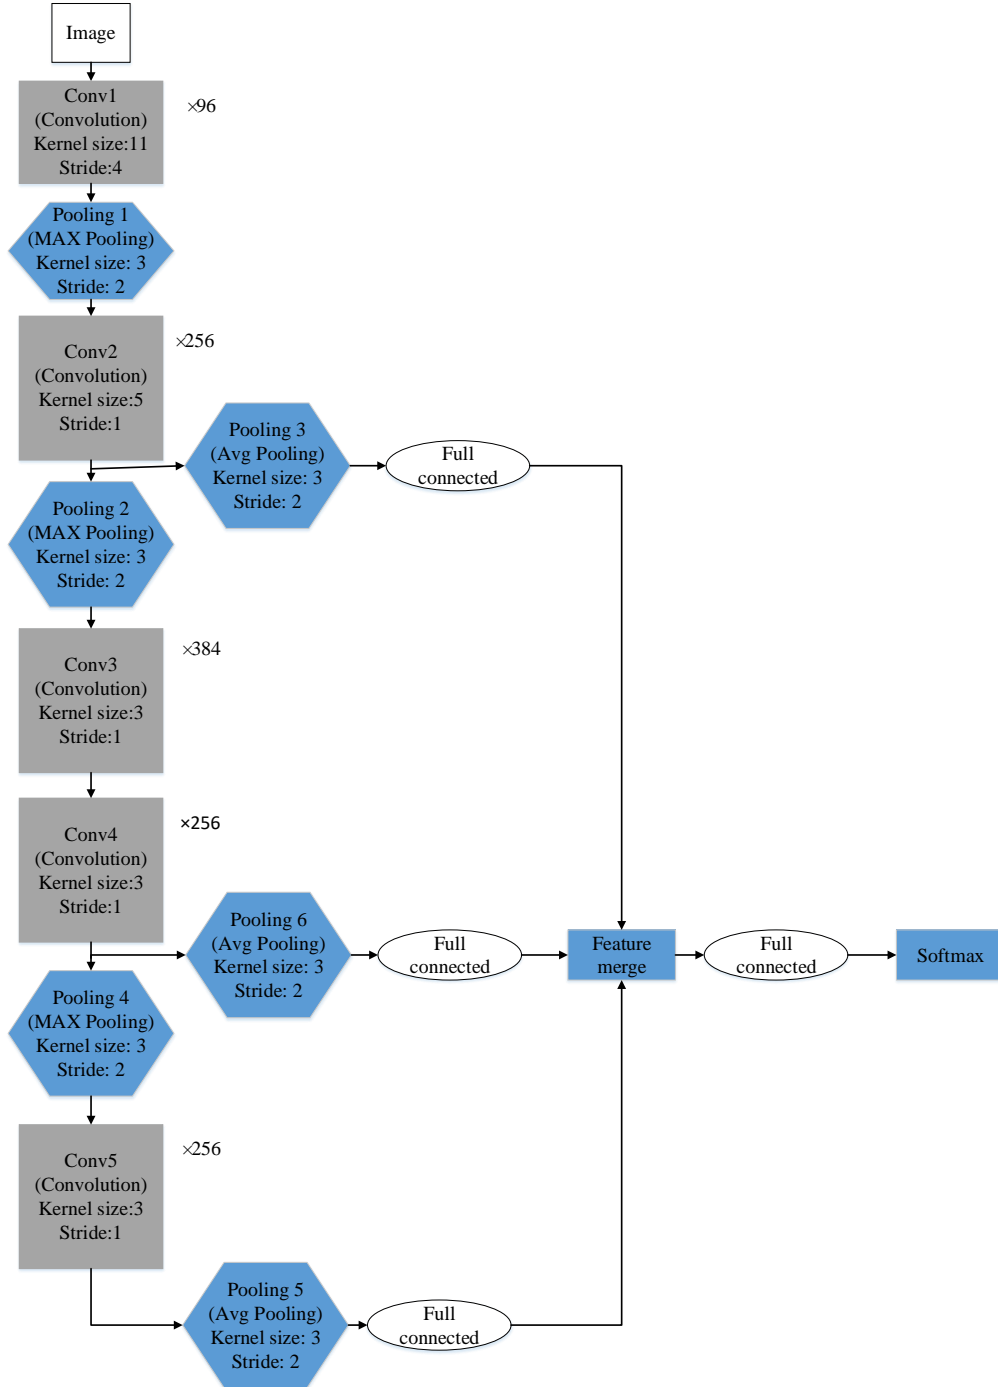 Image
Conv1
(Convolution)
Kernel size:11
Stride:4
×96
Pooling 1
(MAX Pooling)
Kernel size: 3
Stride: 2
Conv2
(Convolution)
Kernel size:5
Stride:1
×256
Pooling 3
(Avg Pooling)
Kernel size: 3
Stride: 2
Full
connected
Pooling 2
(MAX Pooling)
Kernel size: 3
Stride: 2
Conv3
(Convolution)
Kernel size:3
Stride:1
×384
Conv4
(Convolution)
Kernel size:3
Stride:1
×256
Pooling 6
(Avg Pooling)
Kernel size: 3
Stride: 2
Full
connected
Feature
merge
Full
connected
Softmax
Pooling 4
(MAX Pooling)
Kernel size: 3
Stride: 2
Conv5
(Convolution)
Kernel size:3
Stride:1
×256
Pooling 5
(Avg Pooling)
Kernel size: 3
Stride: 2
Full
connected